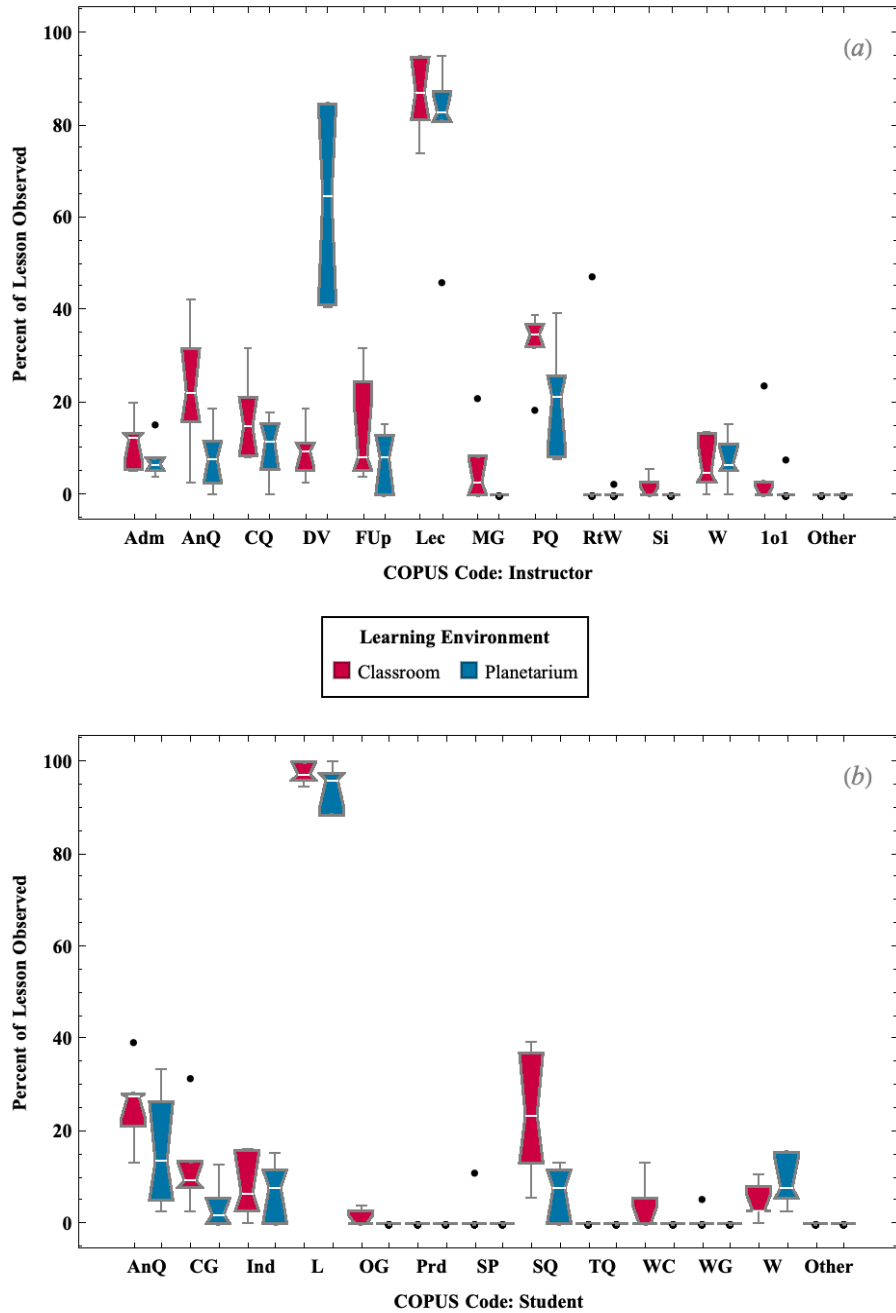 (a)
100
80
60
40
20
0
Percent of Lesson Observed
Adm AnQ CQ DV FUp Lec MG PQ RtW Si W 1o1 Other
COPUS Code: Instructor
Learning Environment
Classroom Planetarium
(b)
100
80
60
40
20
0
Percent of Lesson Observed
AnQ CG Ind L OG Prd SP SQ TQ WC WG W Other
COPUS Code: Student